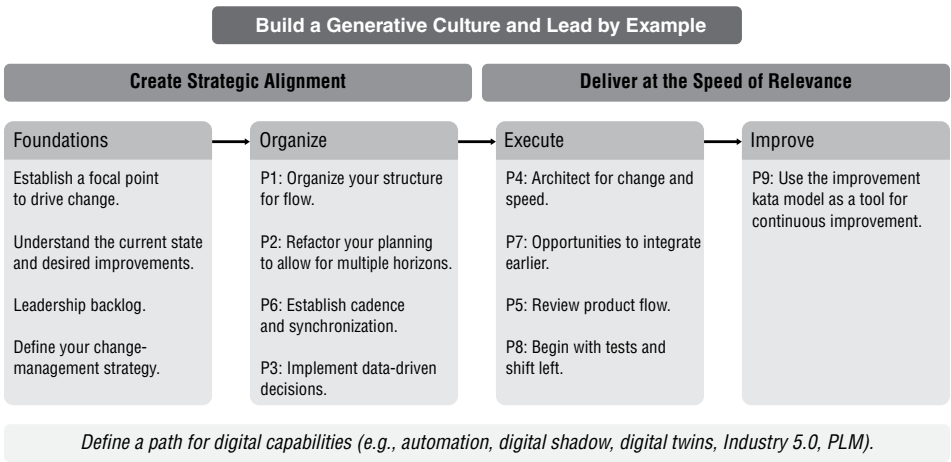 Build a Generative Culture and Lead by Example
Create Strategic Alignment
Deliver at the Speed of Relevance
Foundations
Establish a focal point
to drive change.
Understand the current state
and desired improvements.
Leadership backlog.
Define your change-
management strategy.
Organize
P1: Organize your structure
for flow.
P2: Refactor your planning
to allow for multiple horizons.
P6: Establish cadence
and synchronization.
P3: Implement data-driven
decisions.
Execute
P4: Architect for change and
speed.
P7: Opportunities to integrate
earlier.
P5: Review product flow.
P8: Begin with tests and
shift left.
Improve
P9: Use the improvement
kata model as a tool for
continuous improvement.
Define a path for digital capabilities (e.g., automation, digital shadow, digital twins, Industry 5.0, PLM).